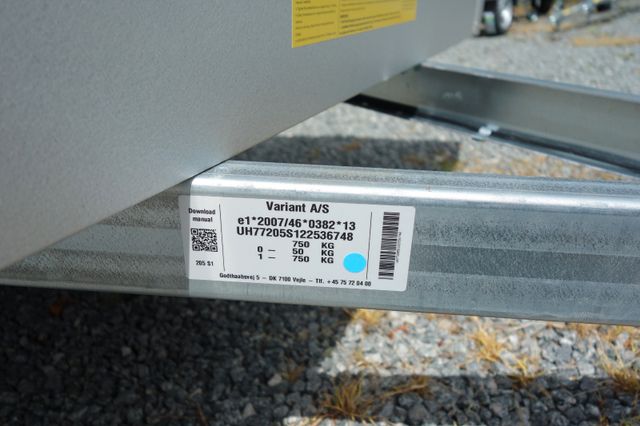 Variant A/S
Download
manual
205 S1
e1*2007/46*0382*13
UH77205S122536748
750 KG
0 – 50 KG
1 – 750 KG
Godthaabsvej 5 – DK 7100 Vejle – Tlf. +45 75 72 04 00